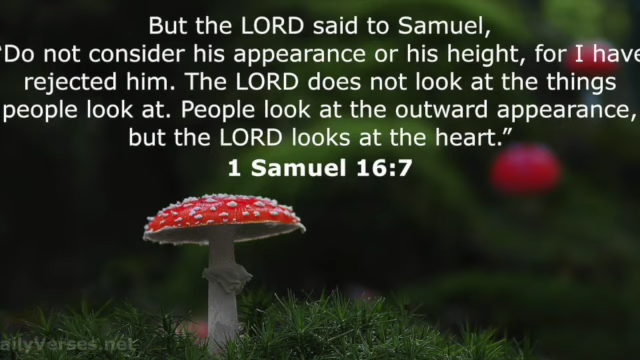 But the LORD said to Samuel,
“Do not consider his appearance or his height, for I have
rejected him. The LORD does not look at the things
people look at. People look at the outward appearance,
but the LORD looks at the heart.”
1 Samuel 16:7
ailyVerses.net